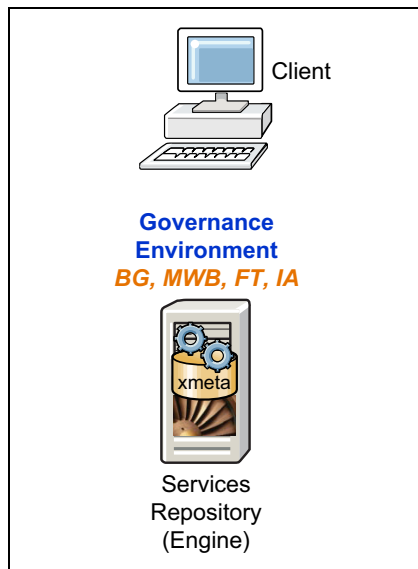 Client
Governance
Environment
BG, MWB, FT, IA
xmeta
Services
Repository
(Engine)